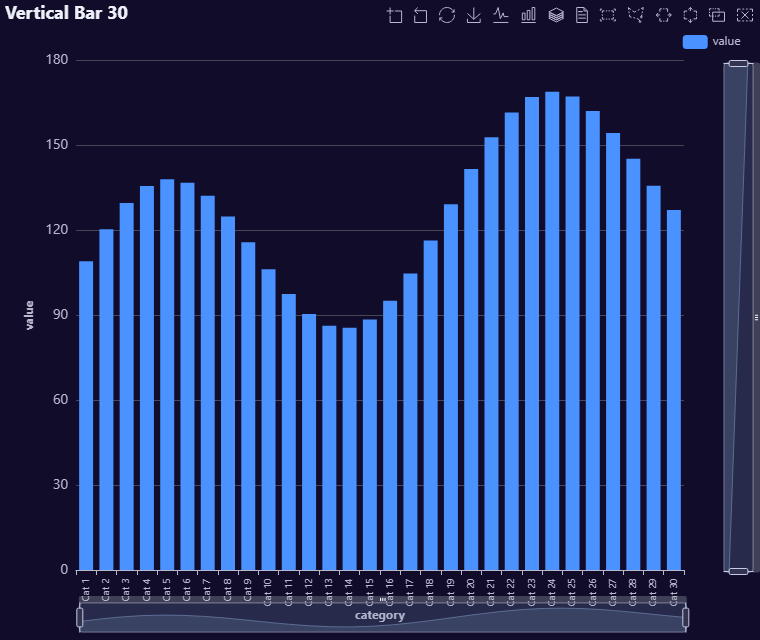 Vertical Bar 30
value
180
150
120
90
60
30
0
value
Cat 1
Cat 2
Cat 3
Cat 4
Cat 5
Cat 6
Cat 7
Cat 8
Cat 9
Cat 10
Cat 11
Cat 12
Cat 13
Cat 14
Cat 15
Cat 16
Cat 17
Cat 18
Cat 19
Cat 20
Cat 21
Cat 22
Cat 23
Cat 24
Cat 25
Cat 26
Cat 27
Cat 28
Cat 29
Cat 30
category